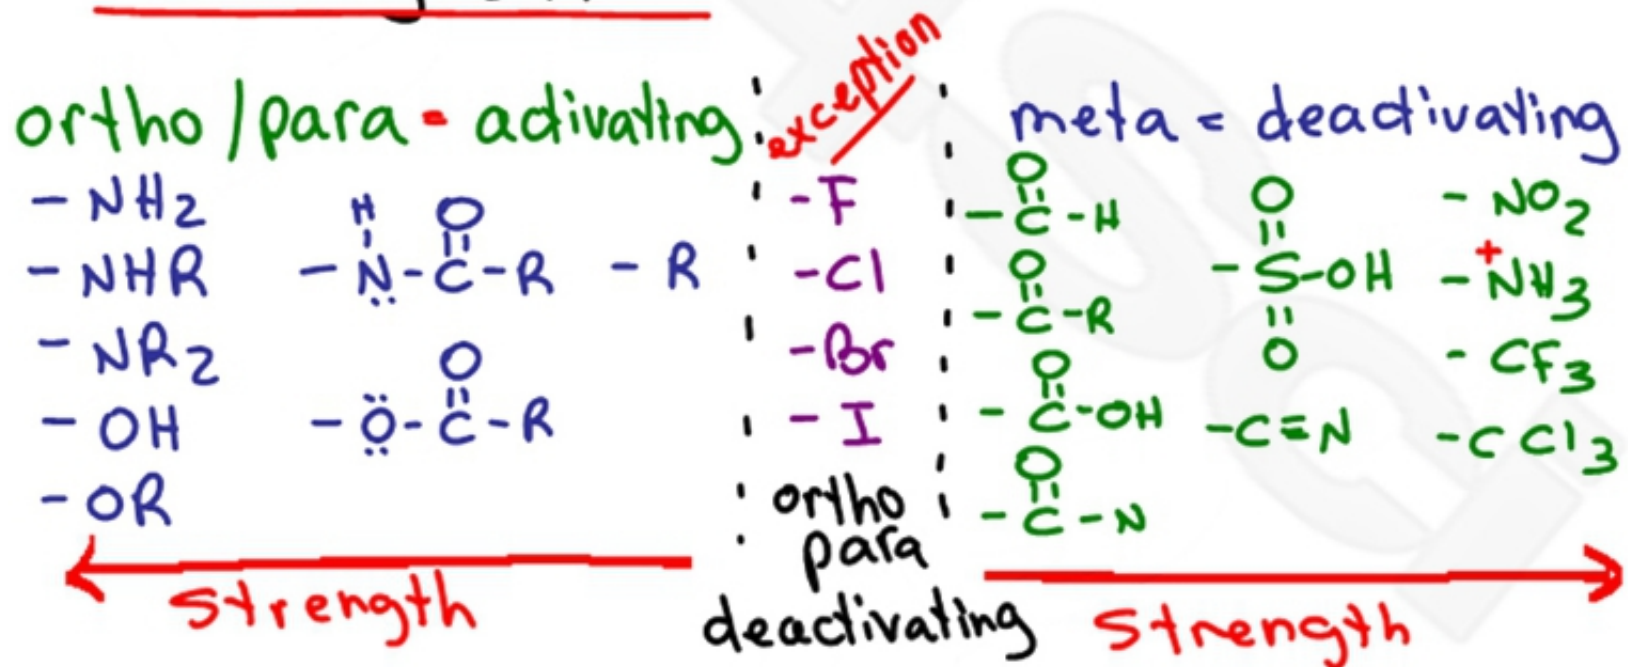 ortho/para = activating
- NH2
- NHR
- NR2
- OH
- OR
H O
- N - C - R
- R
O
- O - C - R
Strength
exception
- F
- Cl
- Br
- I
ortho
para
deactivating
meta = deactivating
O
- C - H
O
- C - R
O
- C - OH
O
- C - N
O
- S - OH
O
- C≡N
- NO2
+
- NH3
- CF3
- CCl3
Strength